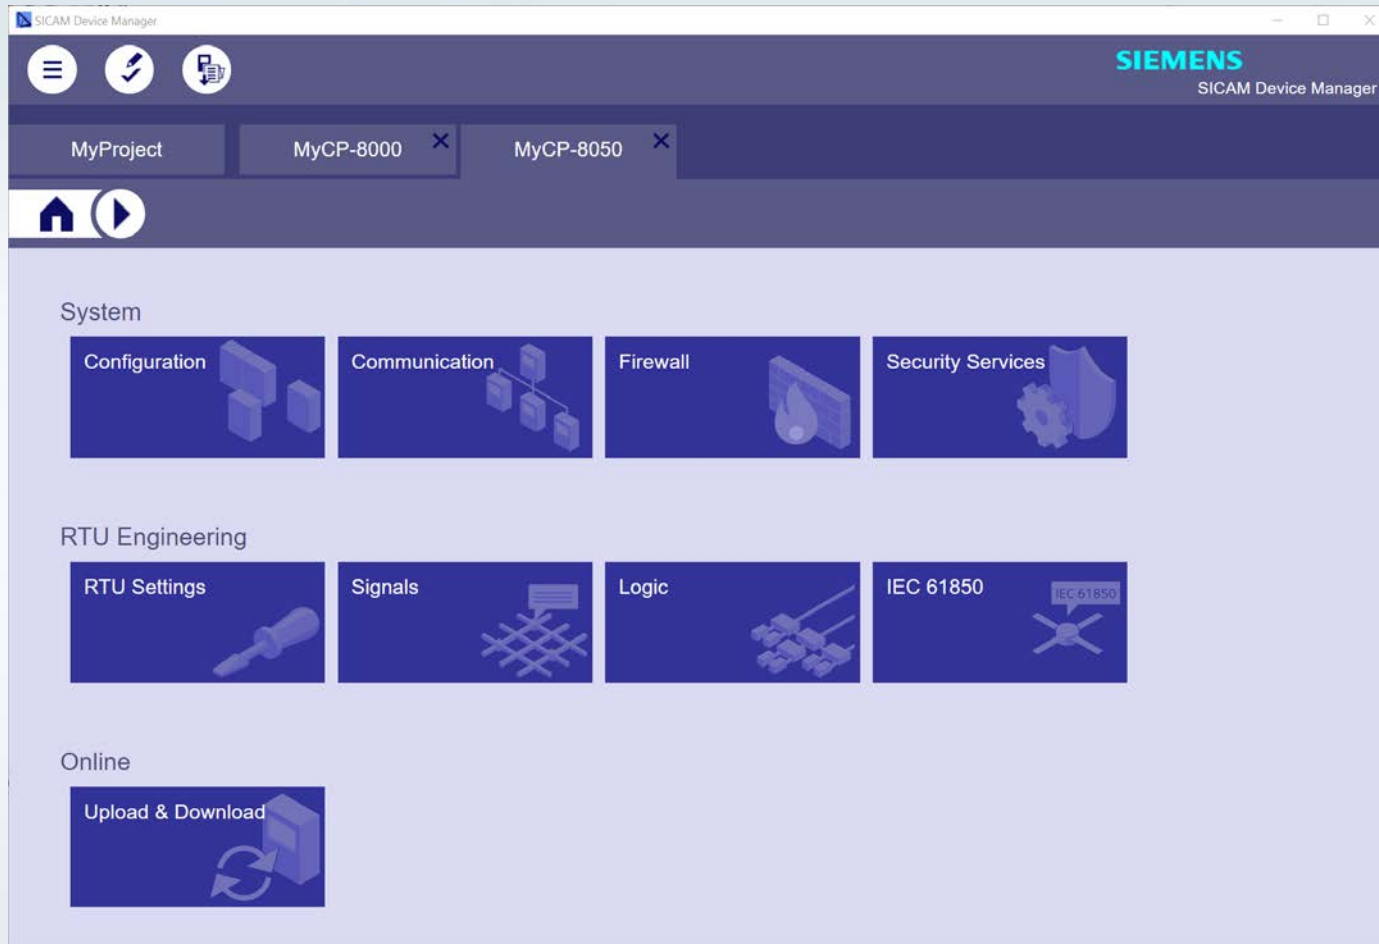 SICAM Device Manager
SIEMENS
SICAM Device Manager
MyProject
MyCP-8000
MyCP-8050
System
Configuration
Communication
Firewall
Security Services
RTU Engineering
RTU Settings
Signals
Logic
IEC 61850
IEC 61850
Online
Upload & Download